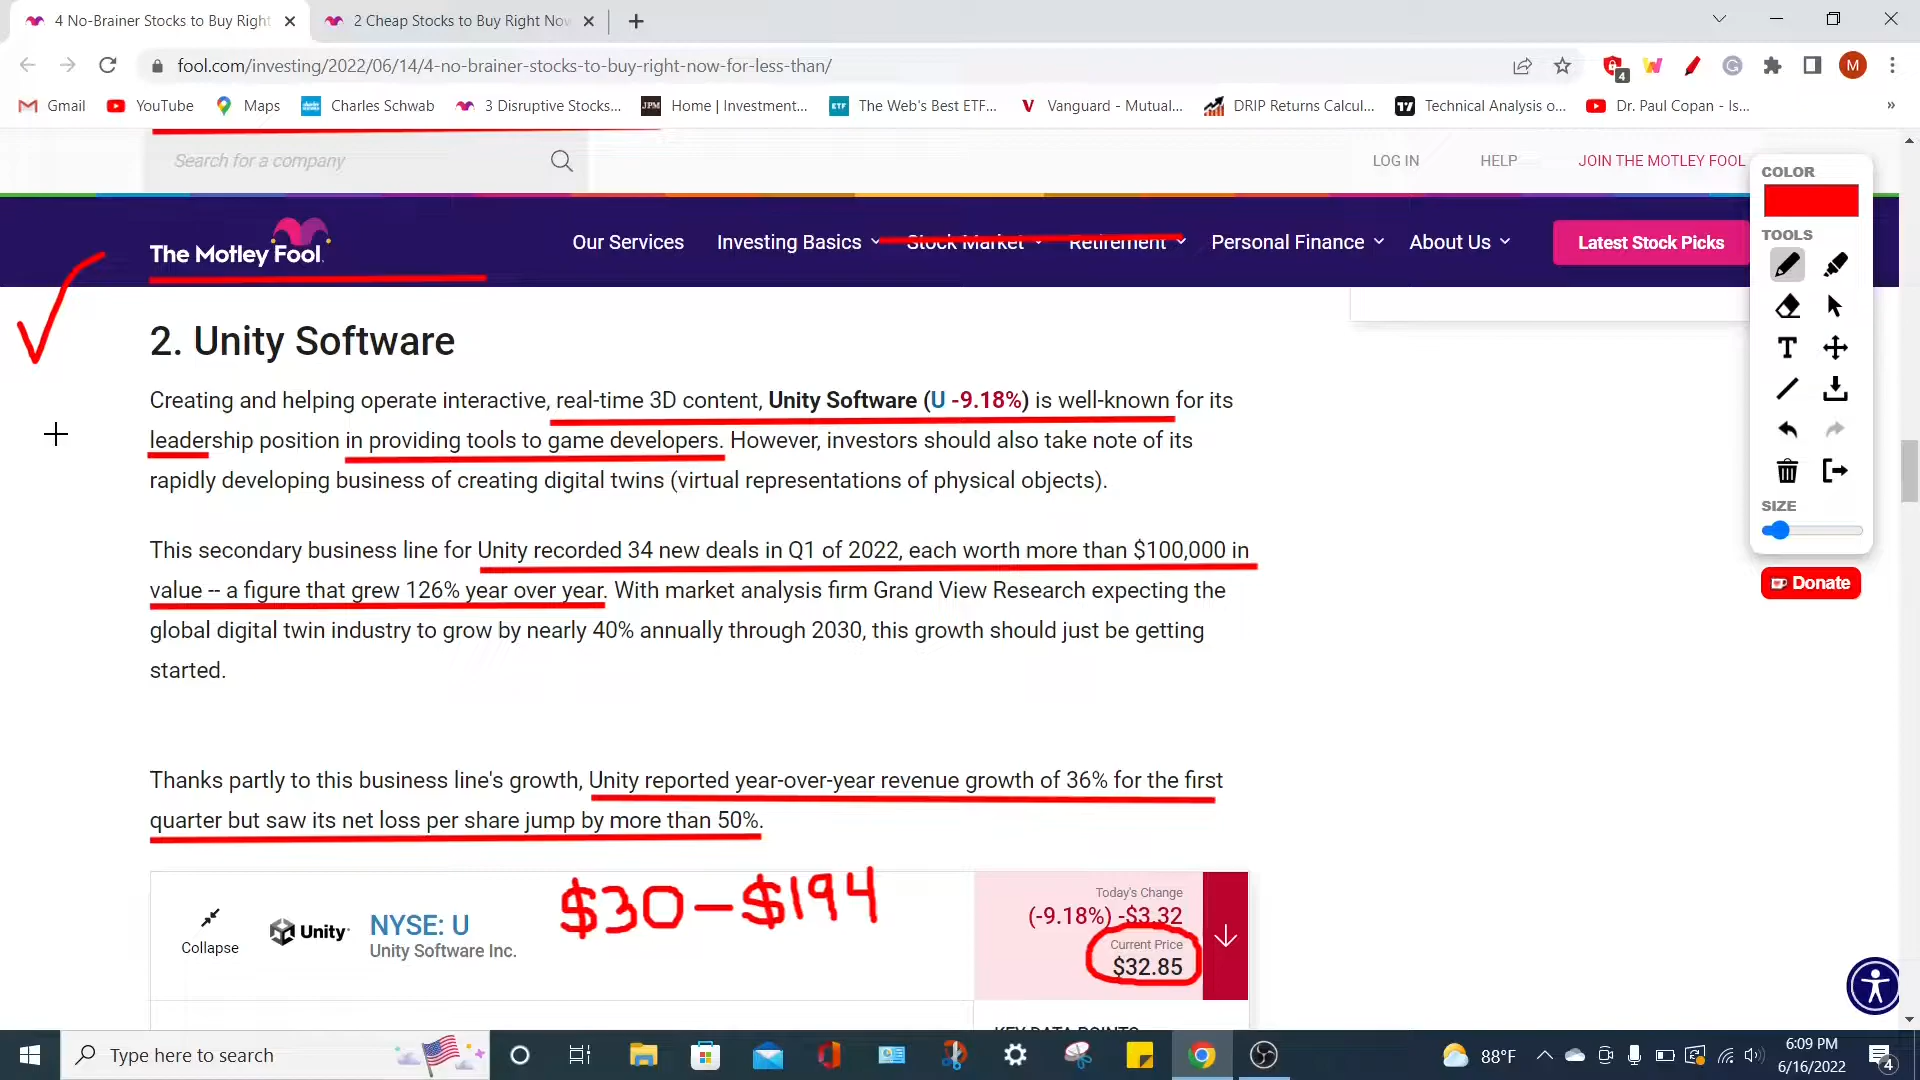 4 No-Brainer Stocks to Buy Right
2 Cheap Stocks to Buy Right Now
fool.com/investing/2022/06/14/4-no-brainer-stocks-to-buy-right-now-for-less-than/
4
M
Gmail
YouTube
Maps
Charles Schwab
3 Disruptive Stocks...
JPM
Home | Investment...
ETF
The Web's Best ETF...
V
Vanguard - Mutual...
DRIP Returns Calcul...
Technical Analysis o...
Dr. Paul Copan - Is...
»
Search for a company
LOG IN
HELP
JOIN THE MOTLEY FOOL
The Motley Fool.
Our Services
Investing Basics
Stock Market
Retirement
Personal Finance
About Us
Latest Stock Picks
COLOR
TOOLS
T
SIZE
Donate
2. Unity Software
Creating and helping operate interactive, real-time 3D content, Unity Software (U -9.18%) is well-known for its
leadership position in providing tools to game developers. However, investors should also take note of its
rapidly developing business of creating digital twins (virtual representations of physical objects).
This secondary business line for Unity recorded 34 new deals in Q1 of 2022, each worth more than $100,000 in
value -- a figure that grew 126% year over year. With market analysis firm Grand View Research expecting the
global digital twin industry to grow by nearly 40% annually through 2030, this growth should just be getting
started.
Thanks partly to this business line's growth, Unity reported year-over-year revenue growth of 36% for the first
quarter but saw its net loss per share jump by more than 50%.
$30-$194
Collapse
Unity
NYSE: U
Unity Software Inc.
Today's Change
(-9.18%) -$3.32
Current Price
$32.85
KEY DATA POINTS
Type here to search
88°F
6:09 PM
6/16/2022
4